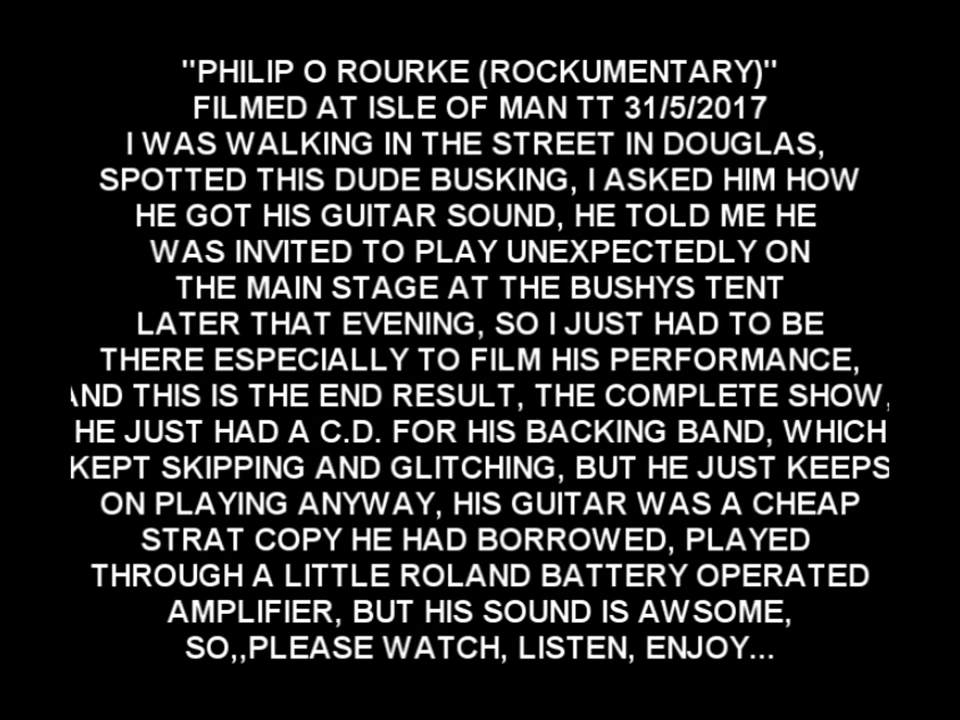 "PHILIP O ROURKE (ROCKUMENTARY)"
FILMED AT ISLE OF MAN TT 31/5/2017
I WAS WALKING IN THE STREET IN DOUGLAS,
SPOTTED THIS DUDE BUSKING, I ASKED HIM HOW
HE GOT HIS GUITAR SOUND, HE TOLD ME HE
WAS INVITED TO PLAY UNEXPECTEDLY ON
THE MAIN STAGE AT THE BUSHYS TENT
LATER THAT EVENING, SO I JUST HAD TO BE
THERE ESPECIALLY TO FILM HIS PERFORMANCE,
AND THIS IS THE END RESULT, THE COMPLETE SHOW,
HE JUST HAD A C.D. FOR HIS BACKING BAND, WHICH
KEPT SKIPPING AND GLITCHING, BUT HE JUST KEEPS
ON PLAYING ANYWAY, HIS GUITAR WAS A CHEAP
STRAT COPY HE HAD BORROWED, PLAYED
THROUGH A LITTLE ROLAND BATTERY OPERATED
AMPLIFIER, BUT HIS SOUND IS AWSOME,
SO,,PLEASE WATCH, LISTEN, ENJOY...